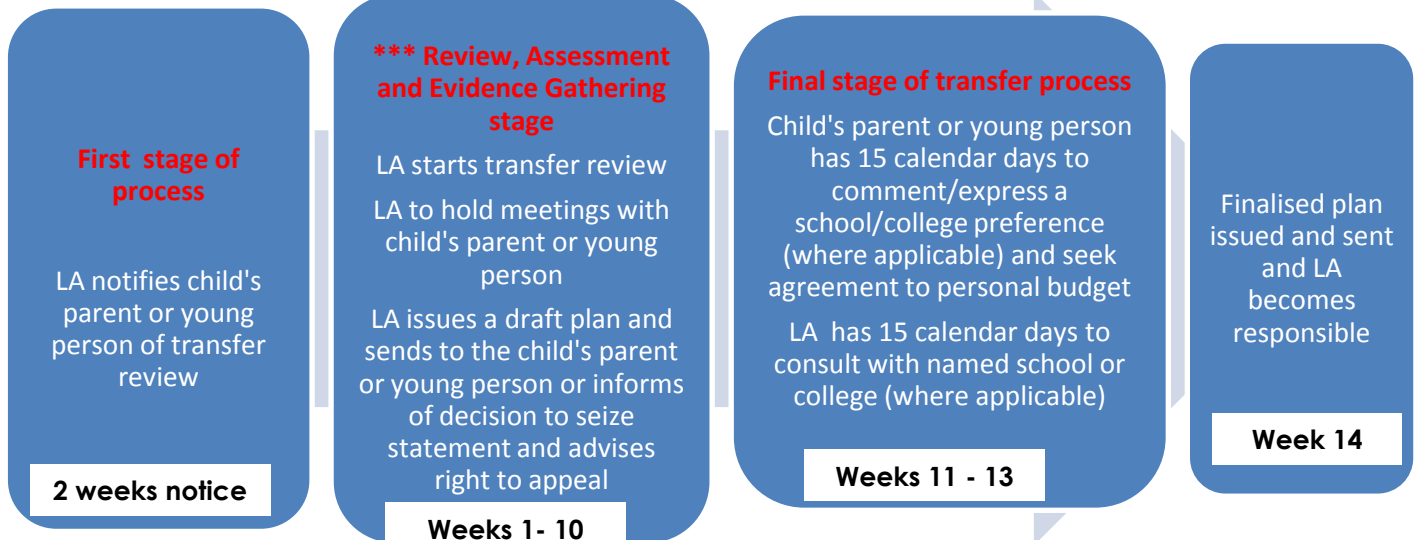 First  stage of
process
LA notifies child's
parent or young
person of transfer
review
2 weeks notice
*** Review, Assessment
and Evidence Gathering
stage
LA starts transfer review
LA to hold meetings with
child's parent or young
person
LA issues a draft plan and
sends to the child's parent
or young person or informs
of decision to seize
statement and advises
right to appeal
Weeks 1- 10
Final stage of transfer process
Child's parent or young person
has 15 calendar days to
comment/express a
school/college preference
(where applicable) and seek
agreement to personal budget
LA  has 15 calendar days to
consult with named school or
college (where applicable)
Weeks 11 - 13
Finalised plan
issued and sent
and LA
becomes
responsible
Week 14